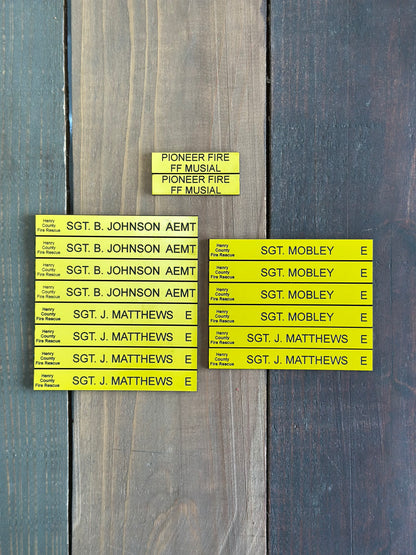 PIONEER FIRE
FF MUSIAL
PIONEER FIRE
FF MUSIAL
Henry
County
Fire Rescue
SGT. B. JOHNSON AEMT
Henry
County
Fire Rescue
SGT. B. JOHNSON AEMT
Henry
County
Fire Rescue
SGT. B. JOHNSON AEMT
Henry
County
Fire Rescue
SGT. B. JOHNSON AEMT
Henry
County
Fire Rescue
SGT. J. MATTHEWS E
Henry
County
Fire Rescue
SGT. J. MATTHEWS E
Henry
County
Fire Rescue
SGT. J. MATTHEWS E
Henry
County
Fire Rescue
SGT. J. MATTHEWS E
Henry
County
Fire Rescue
SGT. MOBLEY E
Henry
County
Fire Rescue
SGT. MOBLEY E
Henry
County
Fire Rescue
SGT. MOBLEY E
Henry
County
Fire Rescue
SGT. MOBLEY E
Henry
County
Fire Rescue
SGT. J. MATTHEWS E
Henry
County
Fire Rescue
SGT. J. MATTHEWS E